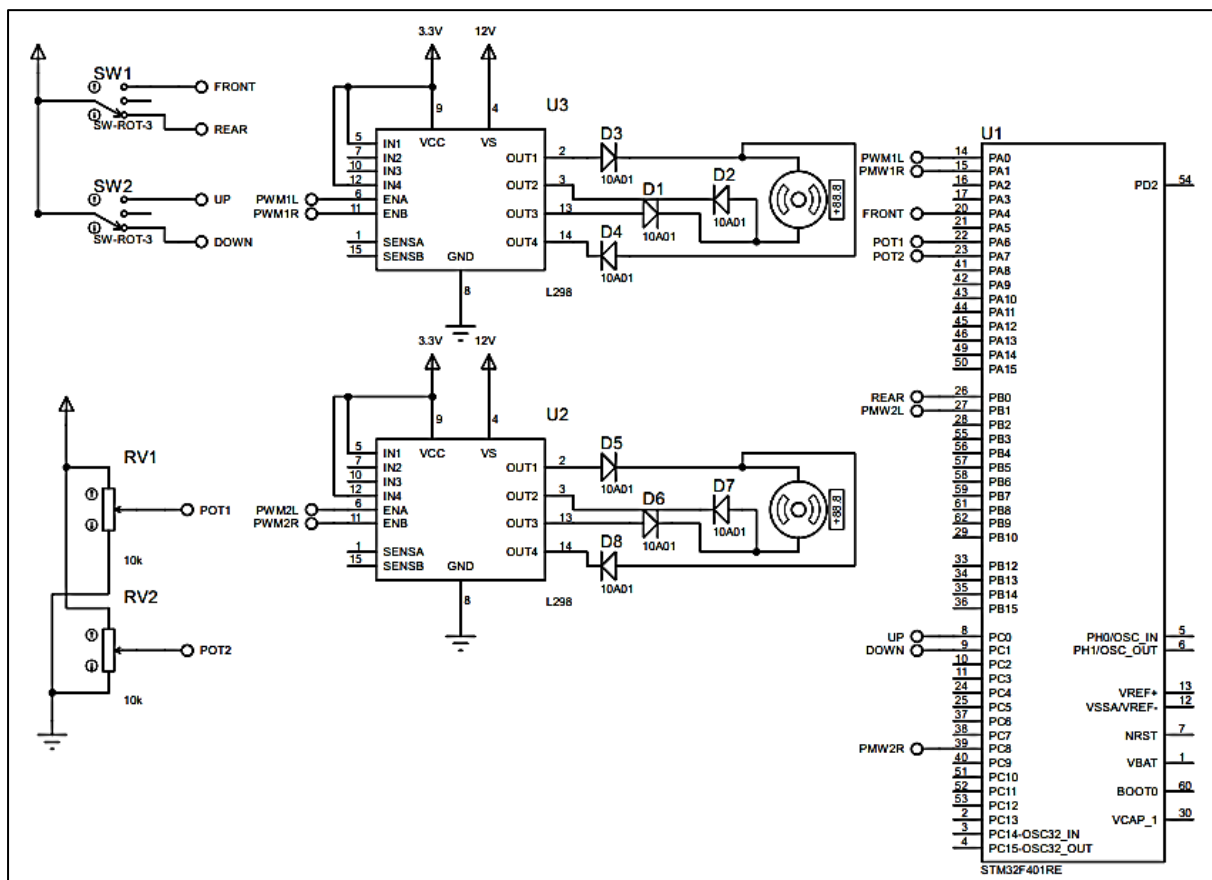 SW1
FRONT
SW-ROT-3
REAR
SW2
UP
SW-ROT-3
DOWN
RV1
POT1
10k
RV2
POT2
10k
3.3V
12V
U3
9
4
VCC
VS
5
IN1
7
IN2
10
IN3
12
IN4
PWM1L
6
ENA
PWM1R
11
ENB
1
SENSA
15
SENSB
GND
8
OUT1
2
OUT2
3
OUT3
13
OUT4
14
L298
D3
10A01
D1
10A01
D2
10A01
D4
10A01
+88.8
3.3V
12V
U2
9
4
VCC
VS
5
IN1
7
IN2
10
IN3
12
IN4
PWM2L
6
ENA
PWM2R
11
ENB
1
SENSA
15
SENSB
GND
8
OUT1
2
OUT2
3
OUT3
13
OUT4
14
L298
D5
10A01
D6
10A01
D7
10A01
D8
10A01
+88.8
U1
PWM1L 14 PA0
PMW1R 15 PA1
16 PA2
17 PA3
FRONT 20 PA4
21 PA5
POT1 22 PA6
POT2 23 PA7
41 PA8
42 PA9
43 PA10
44 PA11
45 PA12
46 PA13
49 PA14
50 PA15
REAR 26 PB0
PMW2L 27 PB1
28 PB2
55 PB3
56 PB4
57 PB5
58 PB6
59 PB7
61 PB8
62 PB9
29 PB10
33 PB12
34 PB13
35 PB14
36 PB15
UP 8 PC0
DOWN 9 PC1
10 PC2
11 PC3
24 PC4
25 PC5
37 PC6
38 PC7
PMW2R 39 PC8
40 PC9
51 PC10
52 PC11
53 PC12
2 PC13
3 PC14-OSC32_IN
4 PC15-OSC32_OUT
PD2 54
PH0/OSC_IN 5
PH1/OSC_OUT 6
VREF+ 13
VSSA/VREF- 12
NRST 7
VBAT 1
BOOT0 60
VCAP_1 30
STM32F401RE